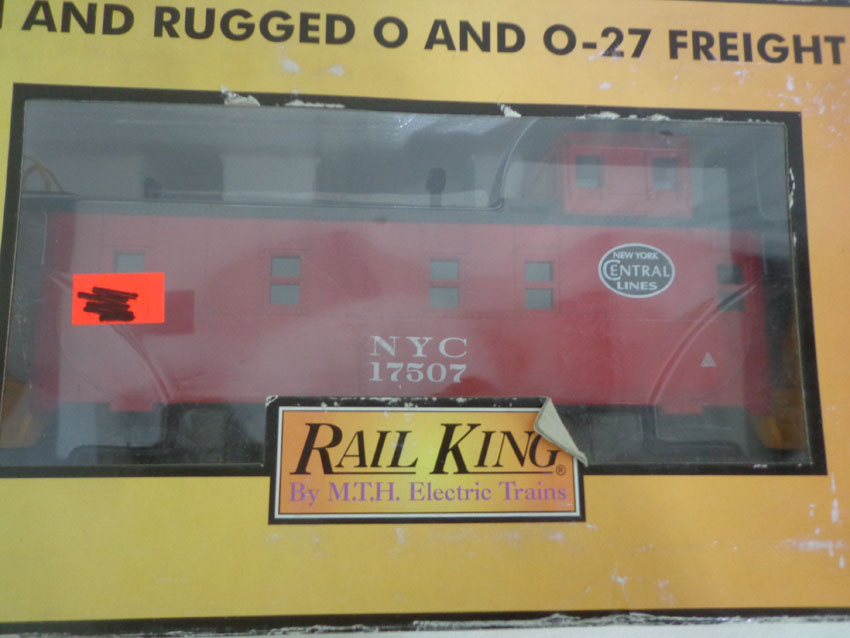 AND RUGGED O AND O-27 FREIGHT
NEW YORK
CENTRAL
LINES
NYC
17507
RAIL KING®
By M.T.H. Electric Trains